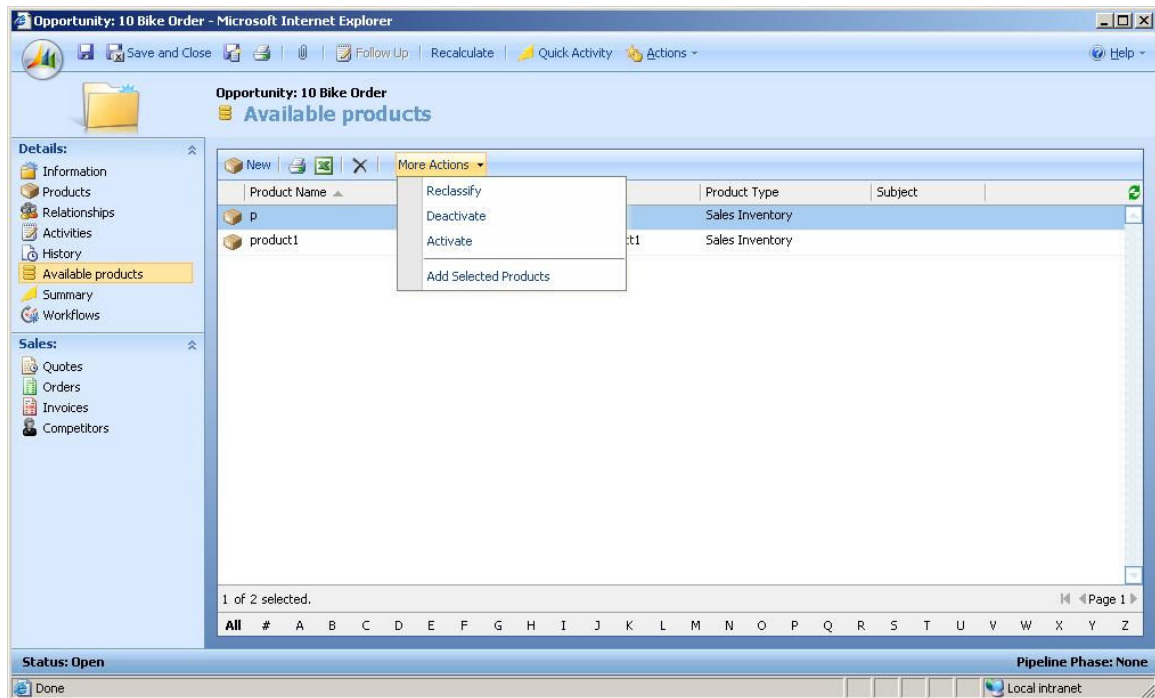 Opportunity: 10 Bike Order - Microsoft Internet Explorer
Save and Close Follow Up Recalculate Quick Activity Actions Help
Opportunity: 10 Bike Order
Available products
Details:
Information
Products
Relationships
Activities
History
Available products
Summary
Workflows
Sales:
Quotes
Orders
Invoices
Competitors
New More Actions
Product Name Product Type Subject
p Sales Inventory
product1 :t1 Sales Inventory
Reclassify
Deactivate
Activate
Add Selected Products
1 of 2 selected. Page 1
All # A B C D E F G H I J K L M N O P Q R S T U V W X Y Z
Status: Open Pipeline Phase: None
Done Local intranet